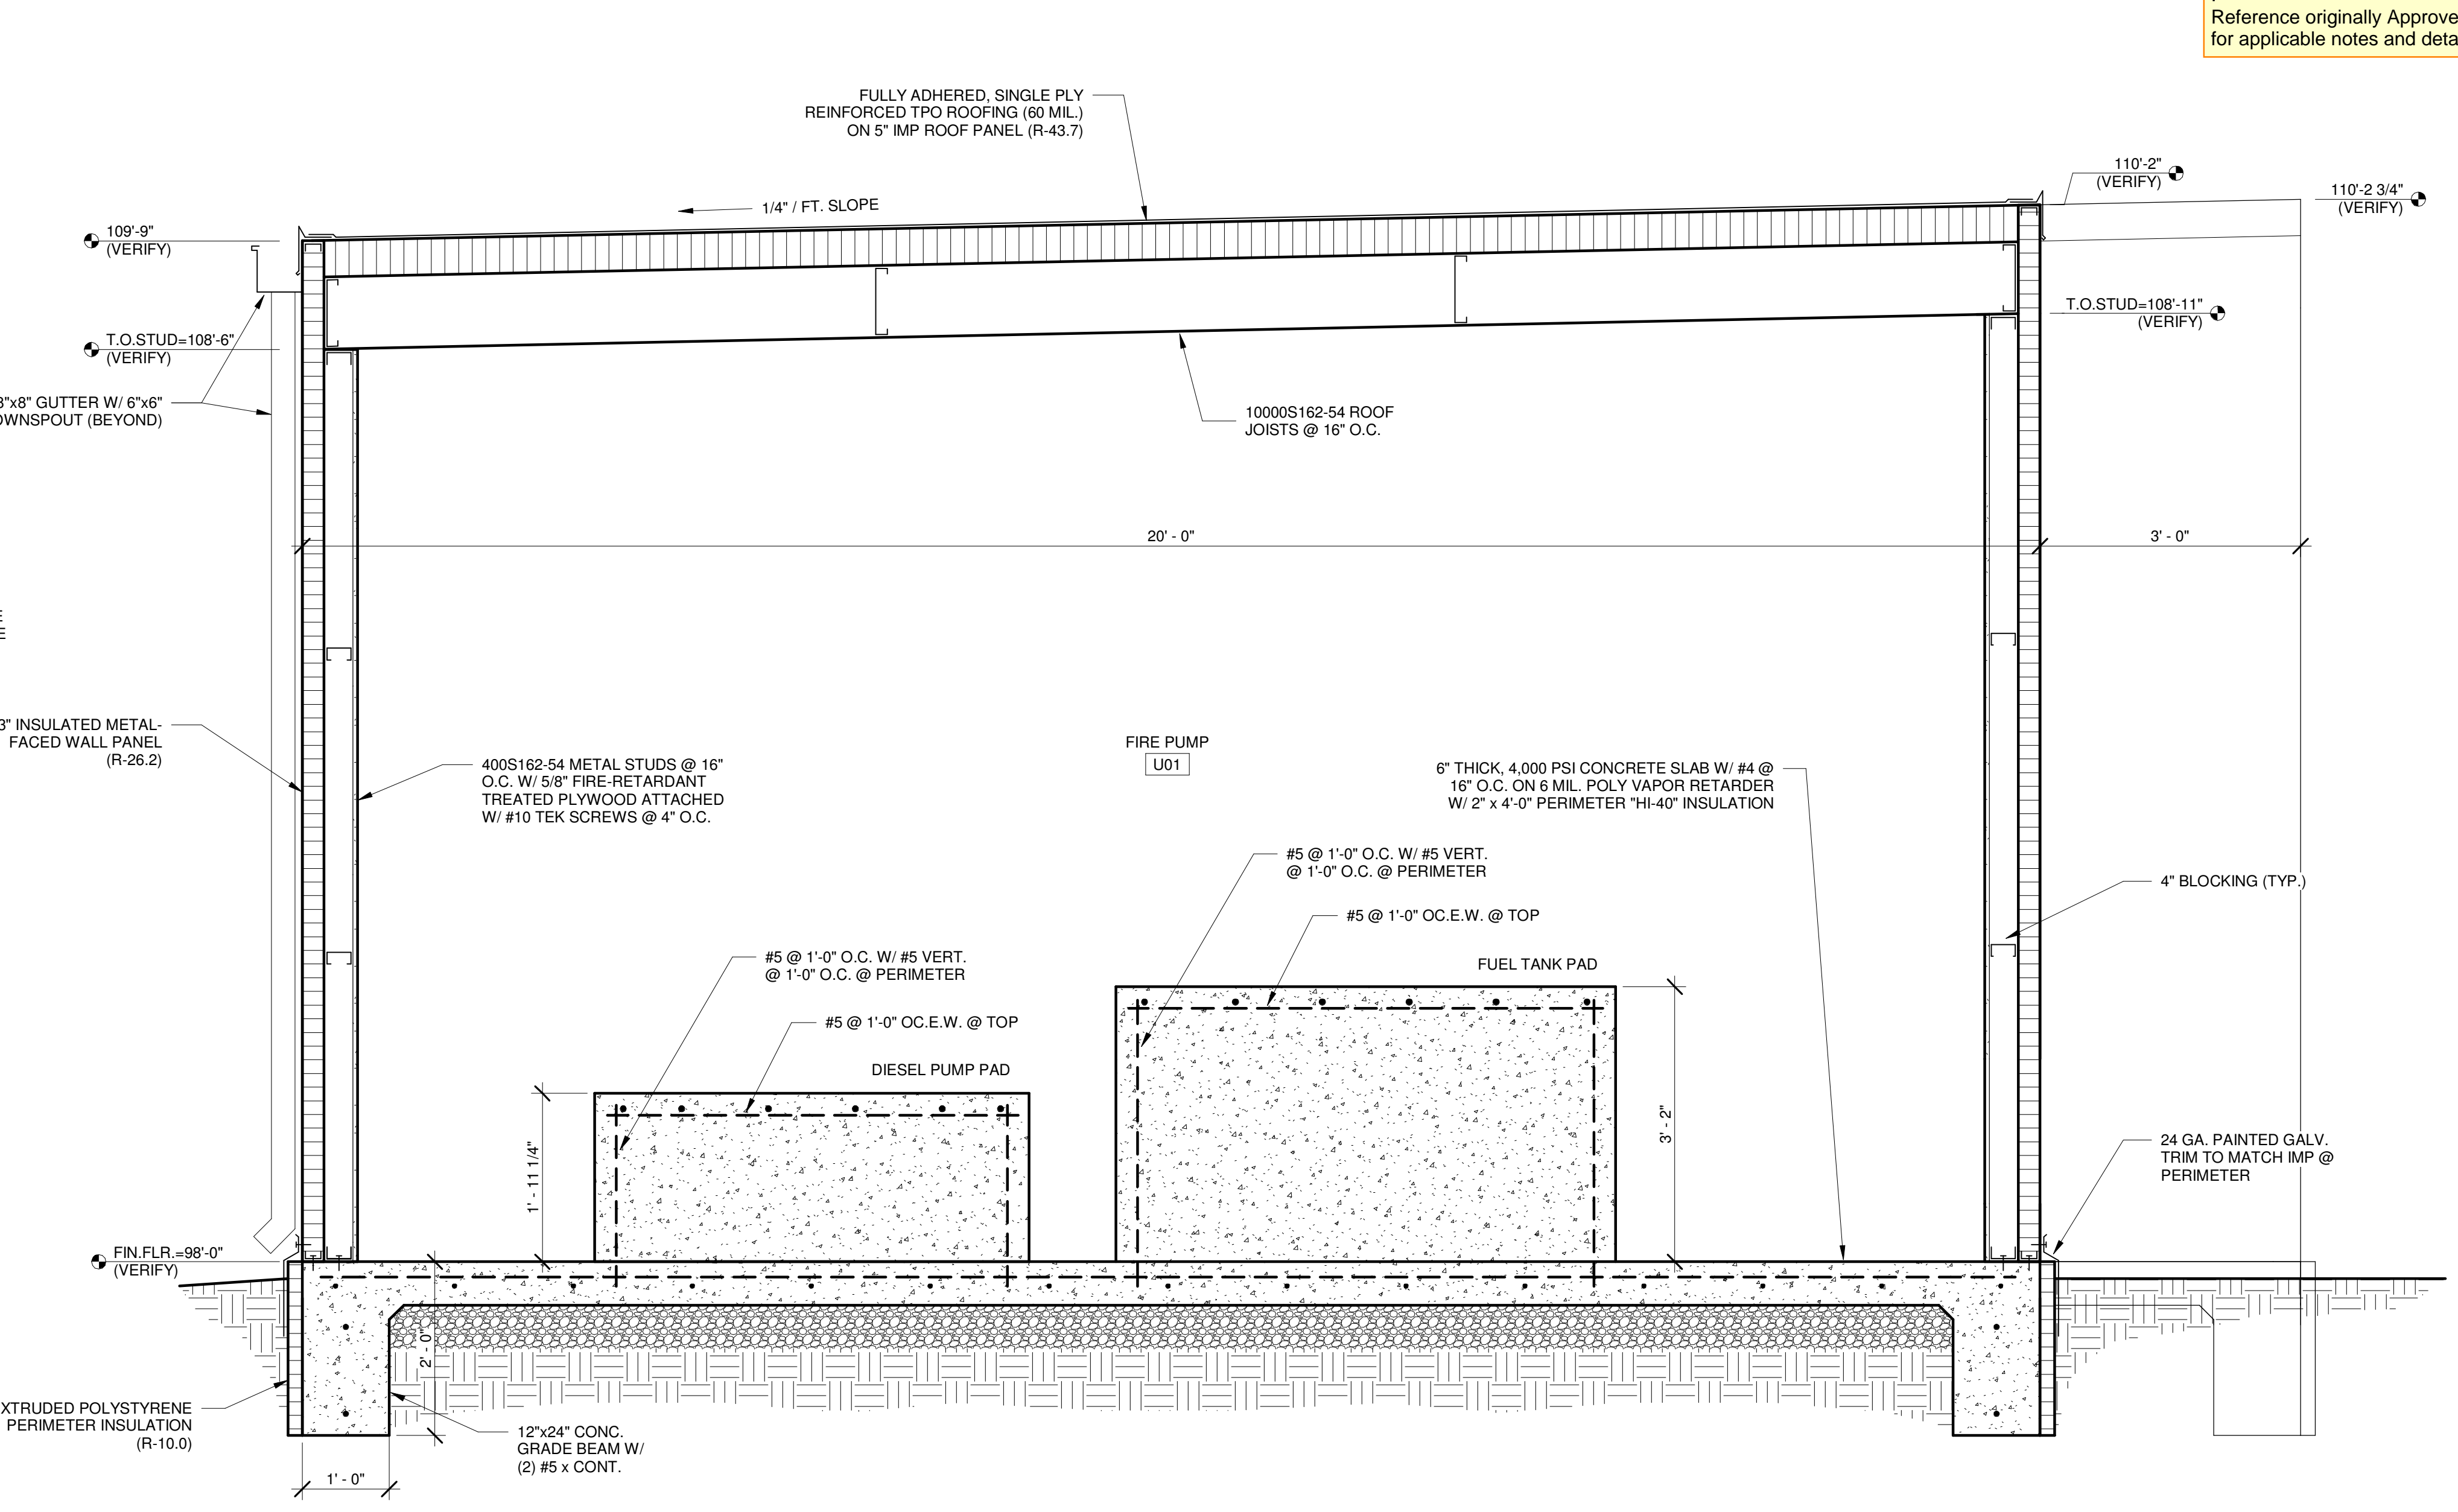 Reference originally Approve
for applicable notes and deta
FULLY ADHERED, SINGLE PLY
REINFORCED TPO ROOFING (60 MIL.)
ON 5" IMP ROOF PANEL (R-43.7)
110'-2"
(VERIFY)
110'-2 3/4"
(VERIFY)
1/4" / FT. SLOPE
109'-9"
(VERIFY)
T.O.STUD=108'-11"
(VERIFY)
T.O.STUD=108'-6"
(VERIFY)
"x8" GUTTER W/ 6"x6"
OWNSPOUT (BEYOND)
10000S162-54 ROOF
JOISTS @ 16" O.C.
20' - 0"
3' - 0"
E
E
3" INSULATED METAL-
FACED WALL PANEL
(R-26.2)
400S162-54 METAL STUDS @ 16"
O.C. W/ 5/8" FIRE-RETARDANT
TREATED PLYWOOD ATTACHED
W/ #10 TEK SCREWS @ 4" O.C.
FIRE PUMP
U01
6" THICK, 4,000 PSI CONCRETE SLAB W/ #4 @
16" O.C. ON 6 MIL. POLY VAPOR RETARDER
W/ 2" x 4'-0" PERIMETER "HI-40" INSULATION
#5 @ 1'-0" O.C. W/ #5 VERT.
@ 1'-0" O.C. @ PERIMETER
4" BLOCKING (TYP.)
#5 @ 1'-0" OC.E.W. @ TOP
#5 @ 1'-0" O.C. W/ #5 VERT.
@ 1'-0" O.C. @ PERIMETER
FUEL TANK PAD
#5 @ 1'-0" OC.E.W. @ TOP
DIESEL PUMP PAD
1' - 11 1/4"
3' - 2"
24 GA. PAINTED GALV.
TRIM TO MATCH IMP @
PERIMETER
FIN.FLR.=98'-0"
(VERIFY)
2' - 0"
XTRUDED POLYSTYRENE
PERIMETER INSULATION
(R-10.0)
12"x24" CONC.
GRADE BEAM W/
(2) #5 x CONT.
1' - 0"